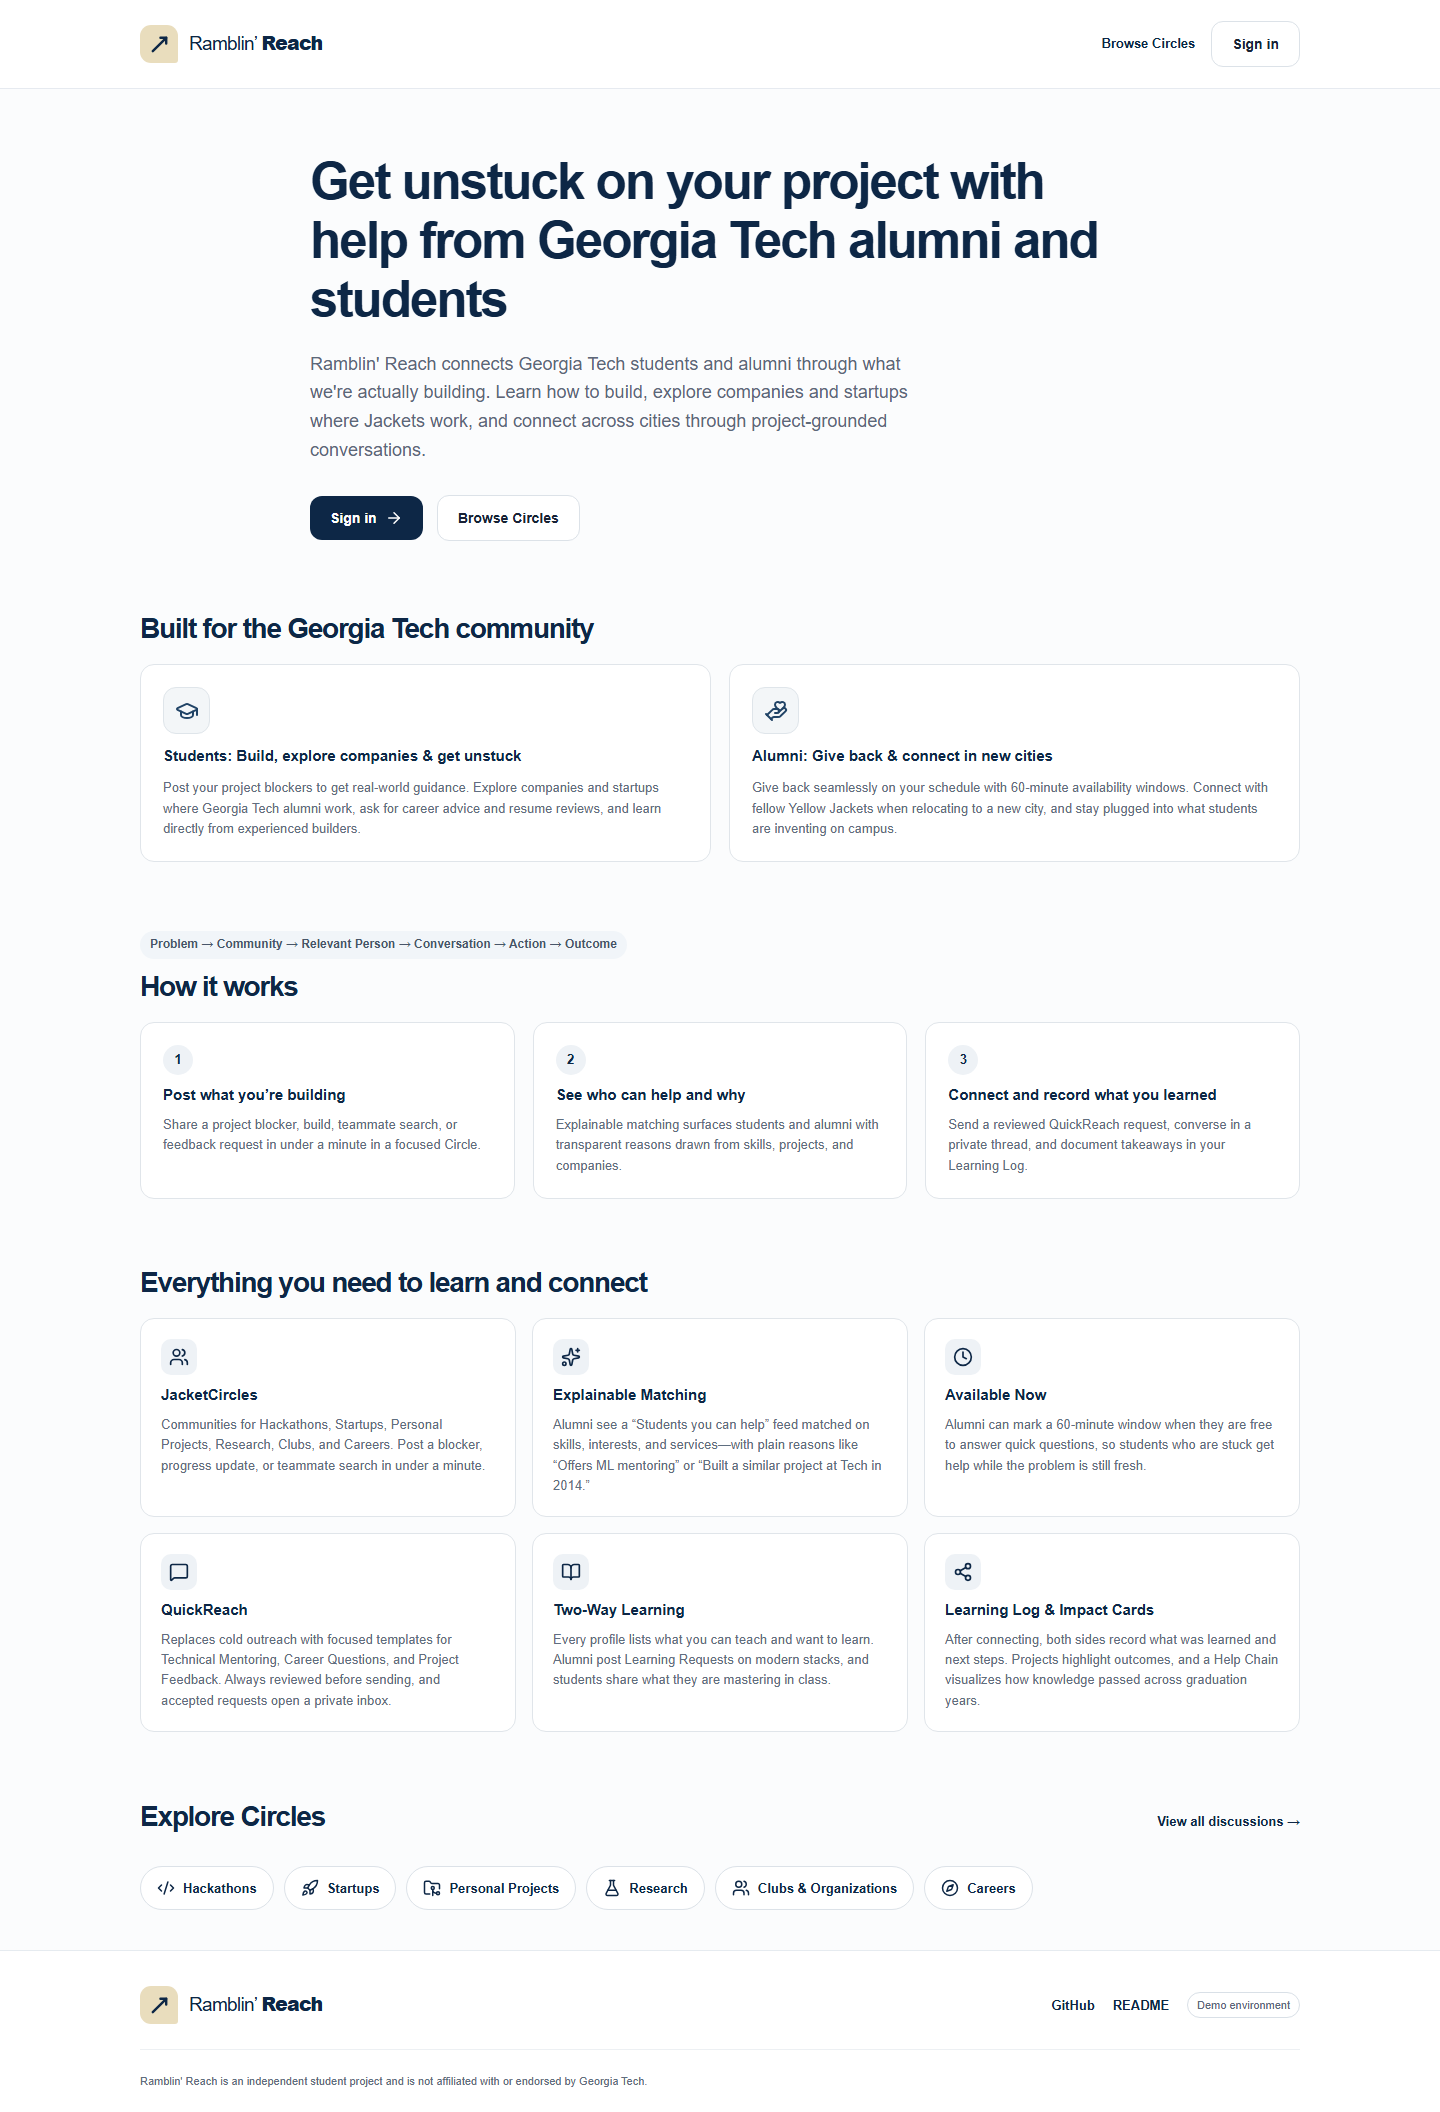 Ramblin’ Reach
Browse Circles
Sign in
Get unstuck on your project with
help from Georgia Tech alumni and
students
Ramblin' Reach connects Georgia Tech students and alumni through what
we're actually building. Learn how to build, explore companies and startups
where Jackets work, and connect across cities through project-grounded
conversations.
Sign in →
Browse Circles
Built for the Georgia Tech community
Students: Build, explore companies & get unstuck
Post your project blockers to get real-world guidance. Explore companies and startups
where Georgia Tech alumni work, ask for career advice and resume reviews, and learn
directly from experienced builders.
Alumni: Give back & connect in new cities
Give back seamlessly on your schedule with 60-minute availability windows. Connect with
fellow Yellow Jackets when relocating to a new city, and stay plugged into what students
are inventing on campus.
Problem → Community → Relevant Person → Conversation → Action → Outcome
How it works
1
Post what you’re building
Share a project blocker, build, teammate search, or
feedback request in under a minute in a focused Circle.
2
See who can help and why
Explainable matching surfaces students and alumni with
transparent reasons drawn from skills, projects, and
companies.
3
Connect and record what you learned
Send a reviewed QuickReach request, converse in a
private thread, and document takeaways in your
Learning Log.
Everything you need to learn and connect
JacketCircles
Communities for Hackathons, Startups, Personal
Projects, Research, Clubs, and Careers. Post a blocker,
progress update, or teammate search in under a minute.
Explainable Matching
Alumni see a “Students you can help” feed matched on
skills, interests, and services—with plain reasons like
“Offers ML mentoring” or “Built a similar project at Tech in
2014.”
Available Now
Alumni can mark a 60-minute window when they are free
to answer quick questions, so students who are stuck get
help while the problem is still fresh.
QuickReach
Replaces cold outreach with focused templates for
Technical Mentoring, Career Questions, and Project
Feedback. Always reviewed before sending, and
accepted requests open a private inbox.
Two-Way Learning
Every profile lists what you can teach and want to learn.
Alumni post Learning Requests on modern stacks, and
students share what they are mastering in class.
Learning Log & Impact Cards
After connecting, both sides record what was learned and
next steps. Projects highlight outcomes, and a Help Chain
visualizes how knowledge passed across graduation
years.
Explore Circles
View all discussions →
Hackathons
Startups
Personal Projects
Research
Clubs & Organizations
Careers
Ramblin’ Reach
GitHub
README
Demo environment
Ramblin' Reach is an independent student project and is not affiliated with or endorsed by Georgia Tech.